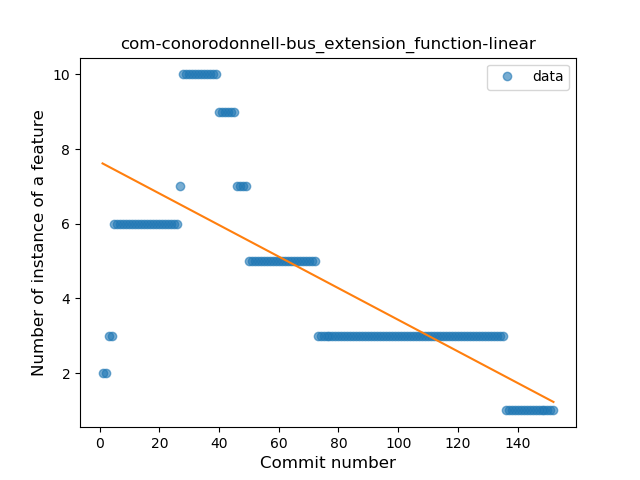 com-conorodonnell-bus_extension_function-linear
data
Number of instance of a feature
10
8
6
4
2
0 20 40 60 80 100 120 140
Commit number